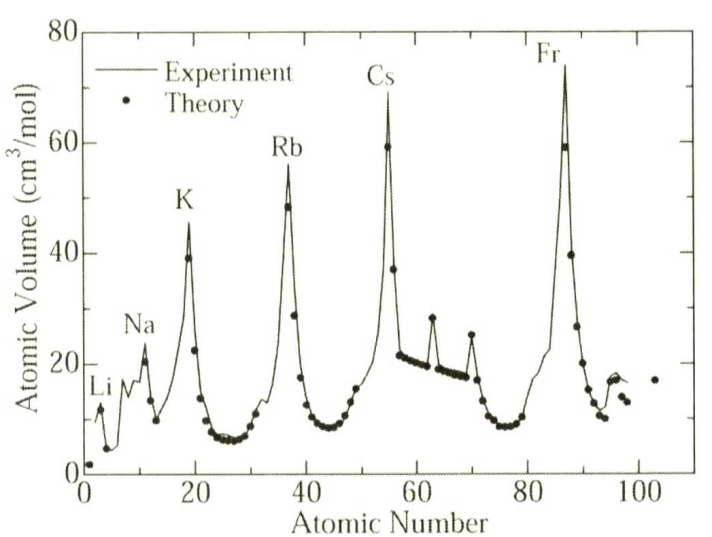 80
Fr
Experiment
Theory
Cs
60
Rb
K
40
Na
20
Li
0
0 20 40 60 80 100
Atomic Number
Atomic Volume (cm³/mol)